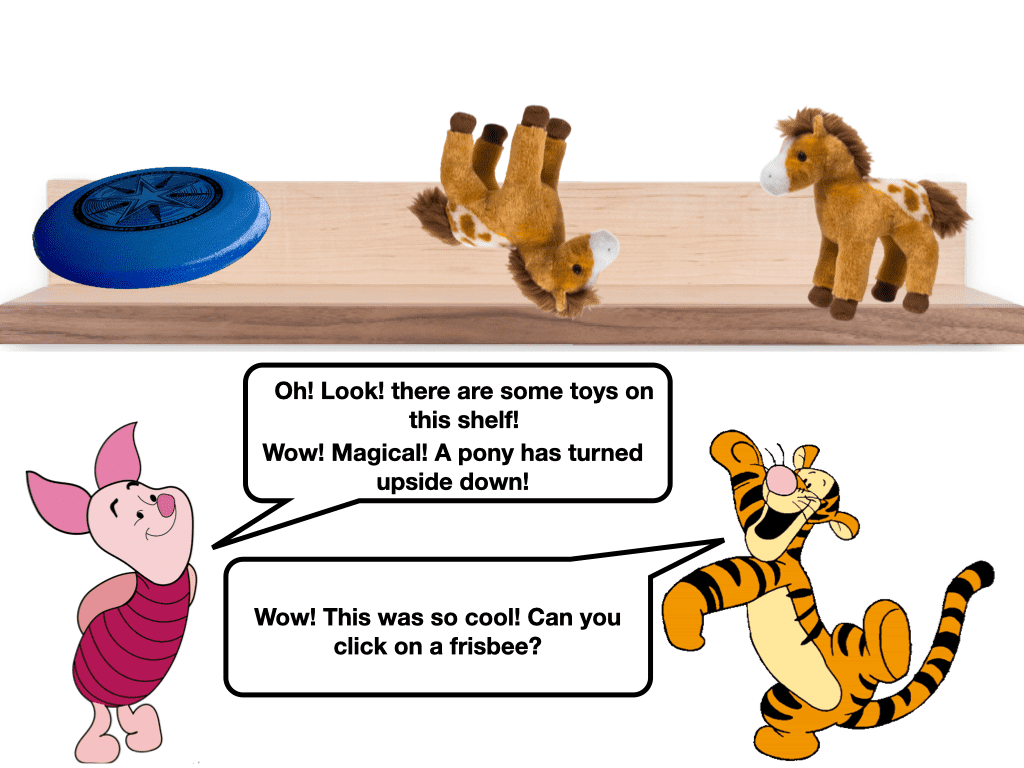 Oh! Look! there are some toys on
this shelf!
Wow! Magical! A pony has turned
upside down!
Wow! This was so cool! Can you
click on a frisbee?